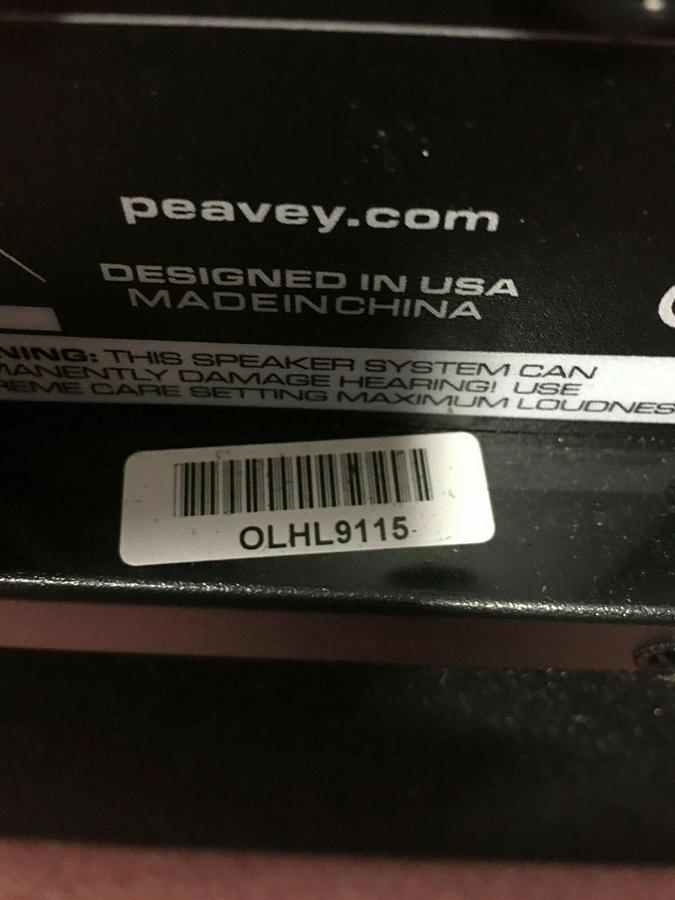 peavey.com
DESIGNED IN USA
MADEINCHINA
NING: THIS SPEAKER SYSTEM CAN
MANENTLY DAMAGE HEARING! USE
REME CARE SETTING MAXIMUM LOUDNES
OLHL9115